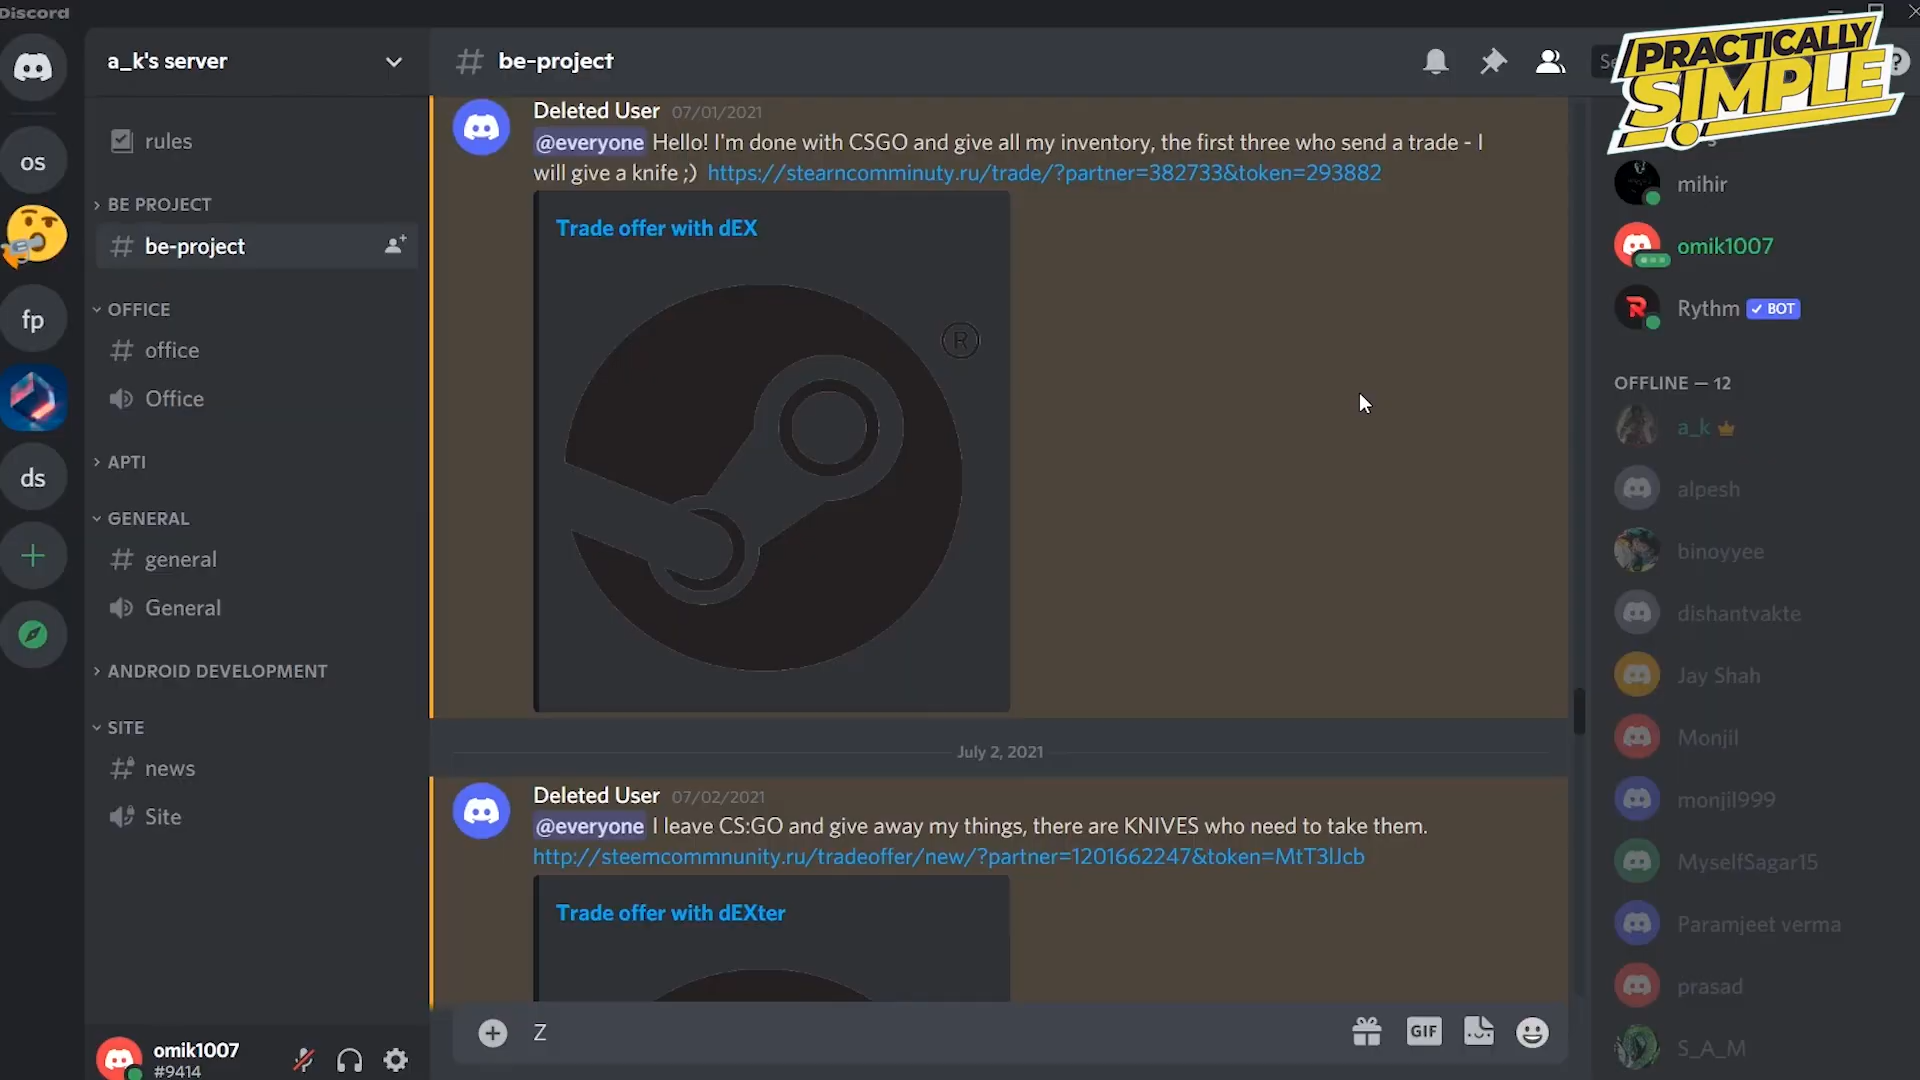 Discord
a_k's server
be-project
PRACTICALLY
SIMPLE
rules
BE PROJECT
be-project
OFFICE
office
Office
APTI
GENERAL
general
General
ANDROID DEVELOPMENT
SITE
news
Site
omik1007
#9414
os
fp
ds
Deleted User 07/01/2021
@everyone Hello! I'm done with CSGO and give all my inventory, the first three who send a trade - I
will give a knife ;) https://stearncomminuty.ru/trade/?partner=382733&token=293882
Trade offer with dEX
®
July 2, 2021
Deleted User 07/02/2021
@everyone I leave CS:GO and give away my things, there are KNIVES who need to take them.
http://steemcommnunity.ru/tradeoffer/new/?partner=1201662247&token=MtT3lJcb
Trade offer with dEXter
Z
GIF
mihir
omik1007
Rythm BOT
OFFLINE — 12
a_k
alpesh
binoyyee
dishantvakte
Jay Shah
Monjil
monjil999
MyselfSagar15
Paramjeet verma
prasad
S_A_M